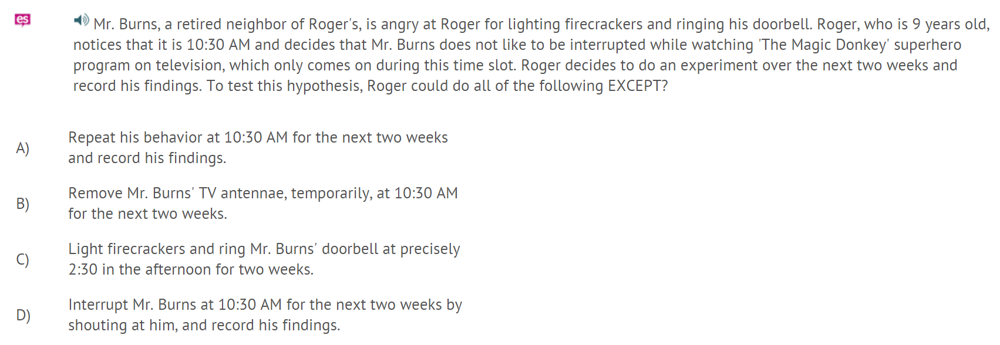 es
Mr. Burns, a retired neighbor of Roger's, is angry at Roger for lighting firecrackers and ringing his doorbell. Roger, who is 9 years old,
notices that it is 10:30 AM and decides that Mr. Burns does not like to be interrupted while watching 'The Magic Donkey' superhero
program on television, which only comes on during this time slot. Roger decides to do an experiment over the next two weeks and
record his findings. To test this hypothesis, Roger could do all of the following EXCEPT?
A) Repeat his behavior at 10:30 AM for the next two weeks
and record his findings.
B) Remove Mr. Burns' TV antennae, temporarily, at 10:30 AM
for the next two weeks.
C) Light firecrackers and ring Mr. Burns' doorbell at precisely
2:30 in the afternoon for two weeks.
D) Interrupt Mr. Burns at 10:30 AM for the next two weeks by
shouting at him, and record his findings.